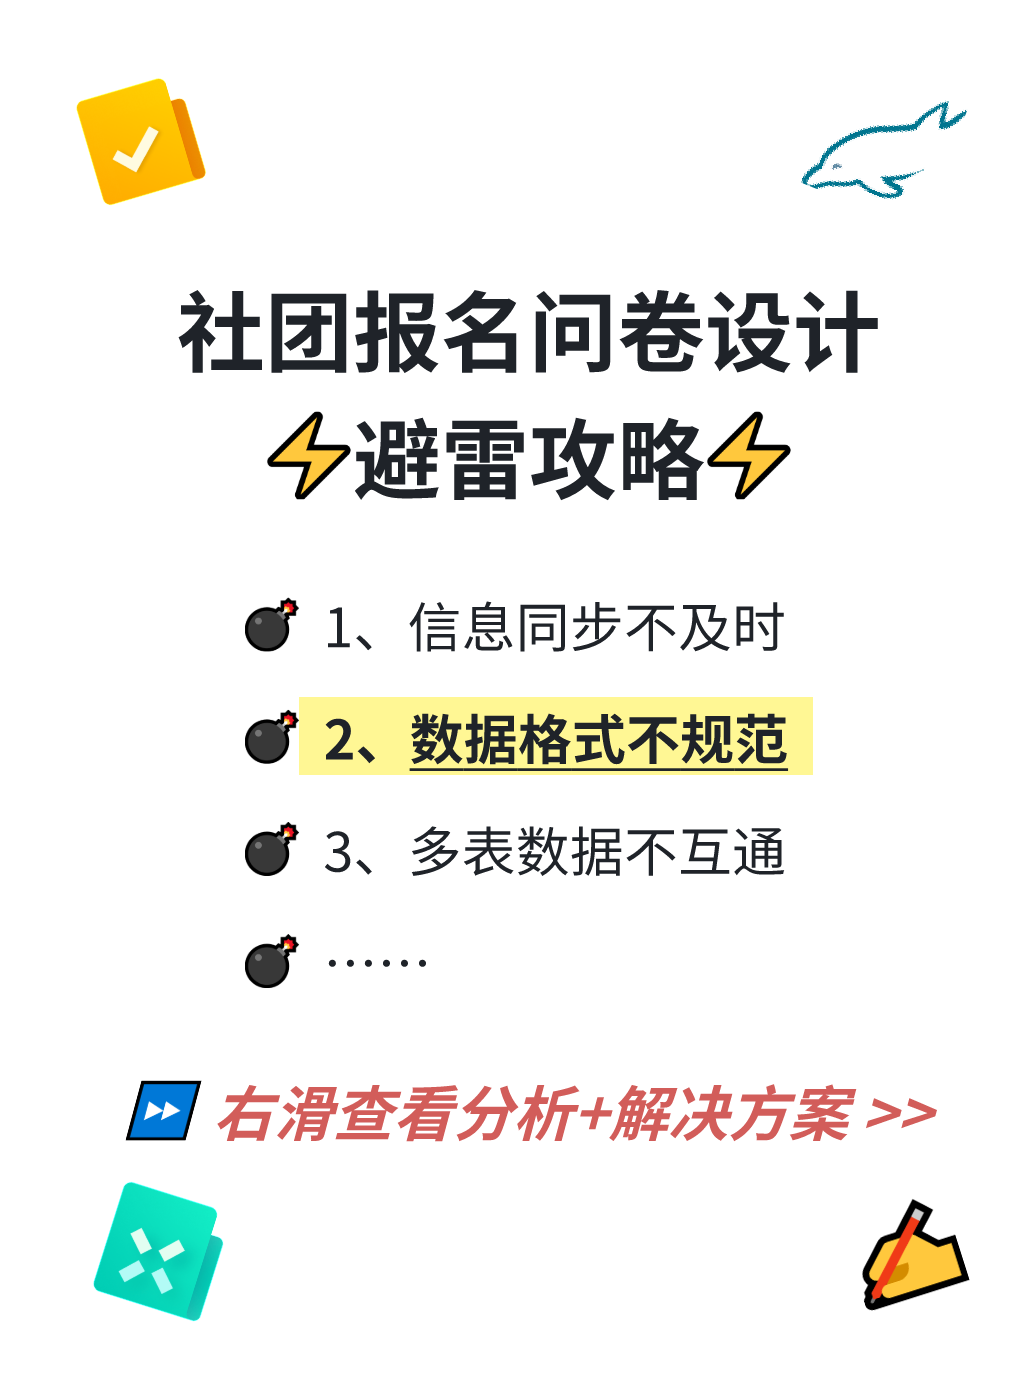 社团报名问卷设计
⚡避雷攻略⚡
💣 1、信息同步不及时
💣 2、数据格式不规范
💣 3、多表数据不互通
💣 ……
⏩ 右滑查看分析+解决方案 >>